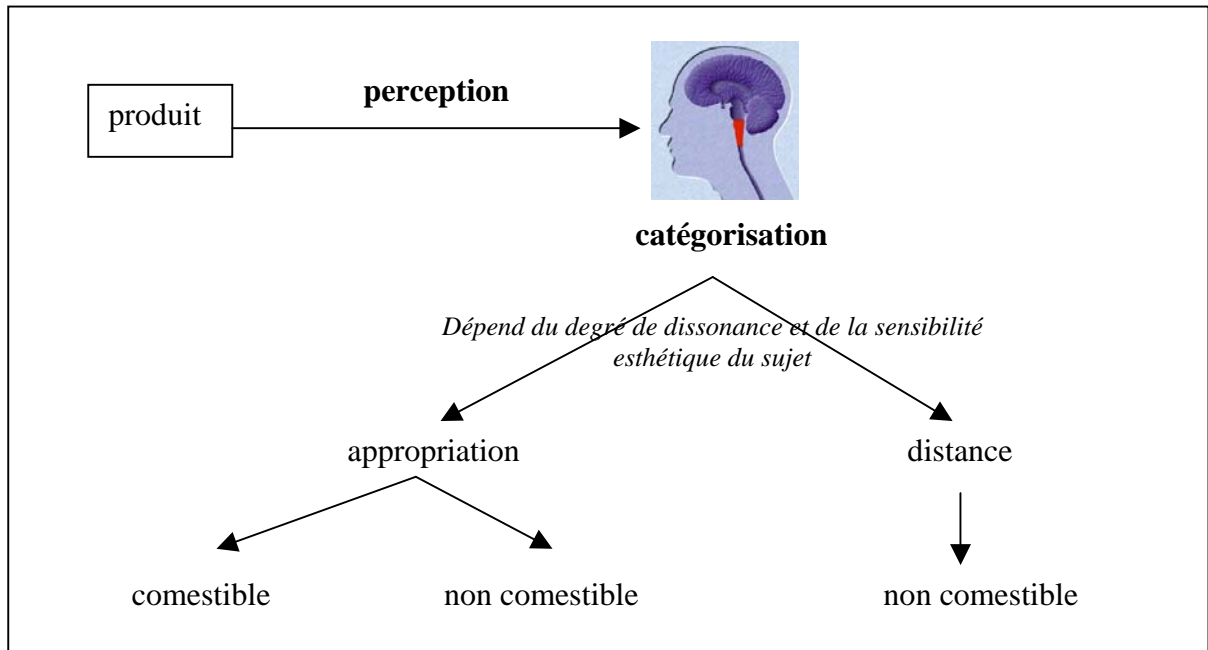 perception
produit
catégorisation
Dépend du degré de dissonance et de la sensibilité
esthétique du sujet
appropriation
distance
comestible
non comestible
non comestible